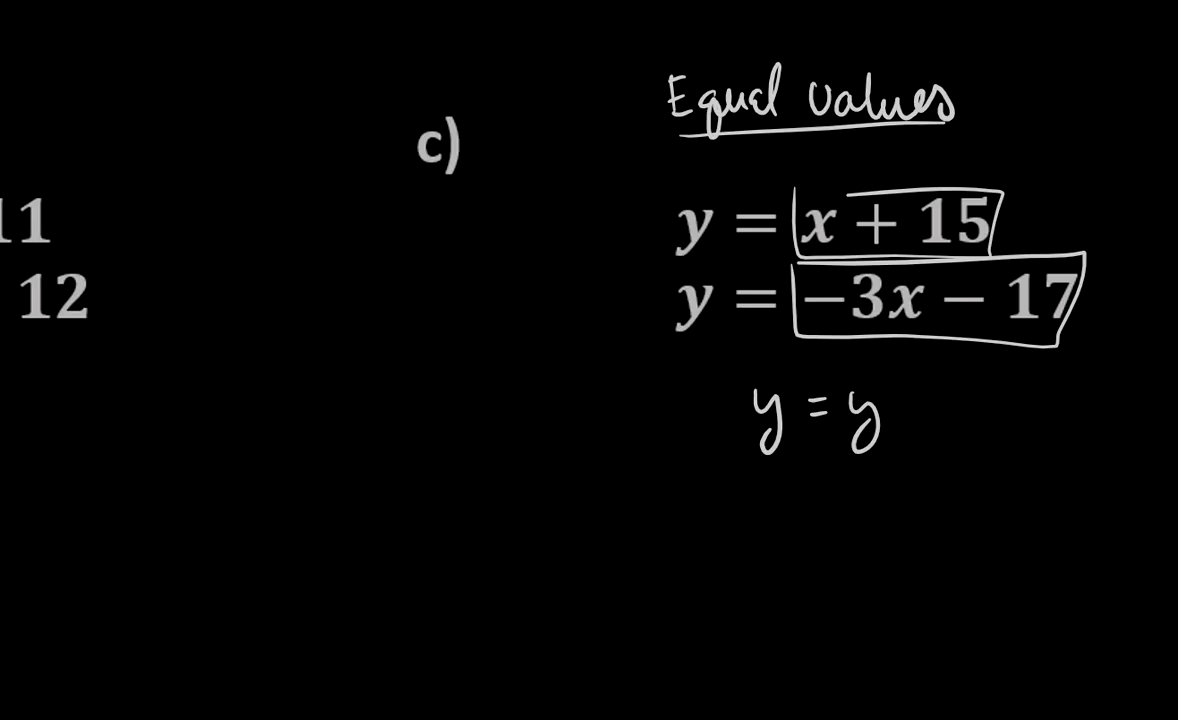 Equal values
c)
11
y = x + 15
12
y = −3x − 17
y = y